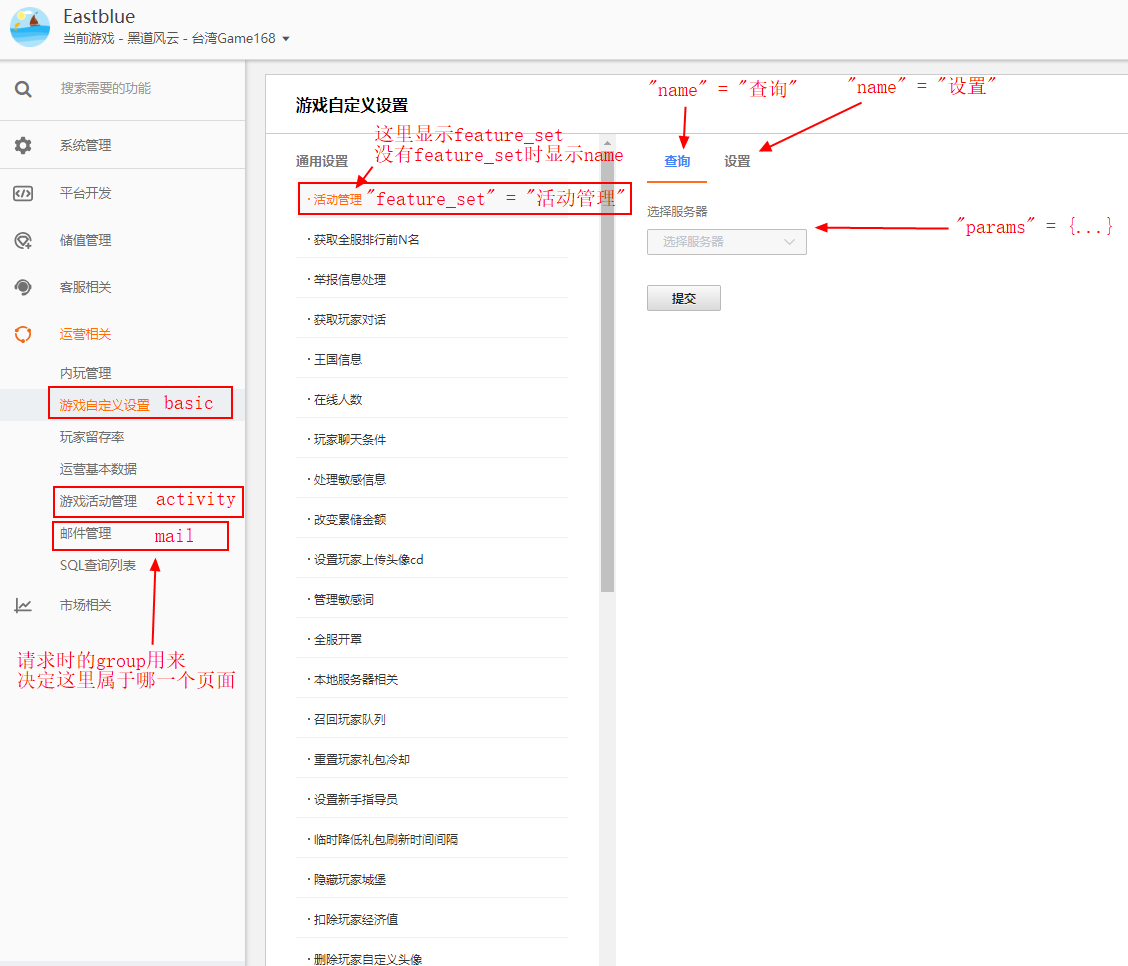 Eastblue
当前游戏 - 黑道风云 - 台湾Game168
搜索需要的功能
系统管理
平台开发
储值管理
客服相关
运营相关
内玩管理
游戏自定义设置 basic
玩家留存率
运营基本数据
游戏活动管理 activity
邮件管理 mail
SQL查询列表
市场相关
请求时的group用来
决定这里属于哪一个页面
游戏自定义设置
这里显示feature_set
没有feature_set时显示name
通用设置
·活动管理 "feature_set" = "活动管理"
·获取全服排行前N名
·举报信息处理
·获取玩家对话
·王国信息
·在线人数
·玩家聊天条件
·处理敏感信息
·改变累储金额
·设置玩家上传头像cd
·管理敏感词
·全服开罩
·本地服务器相关
·召回玩家队列
·重置玩家礼包冷却
·设置新手指导员
·临时降低礼包刷新时间间隔
·隐藏玩家城堡
·扣除玩家经济值
·删除玩家自定义头像
"name" = "查询"
"name" = "设置"
查询
设置
选择服务器
选择服务器
"params" = {...}
提交